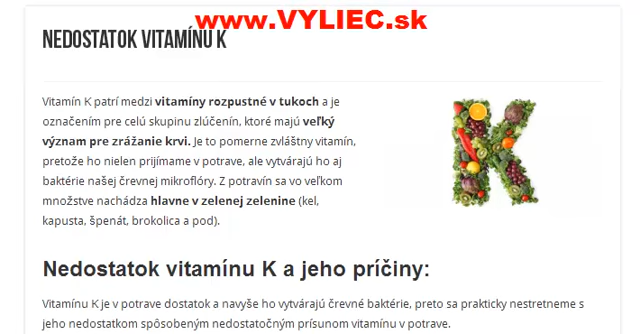 www.VYLIEC.sk
NEDOSTATOK VITAMÍNU K
Vitamín K patrí medzi vitamíny rozpustné v tukoch a je
označením pre celú skupinu zlúčenín, ktoré majú veľký
význam pre zrážanie krvi. Je to pomerne zvláštny vitamín,
pretože ho nielen prijímame v potrave, ale vytvárajú ho aj
baktérie našej črevnej mikroflóry. Z potravín sa vo veľkom
množstve nachádza hlavne v zelenej zelenine (kel,
kapusta, špenát, brokolica a pod).
Nedostatok vitamínu K a jeho príčiny:
Vitamínu K je v potrave dostatok a navyše ho vytvárajú črevné baktérie, preto sa prakticky nestretneme s
jeho nedostatkom spôsobeným nedostatočným prísunom vitamínu v potrave.